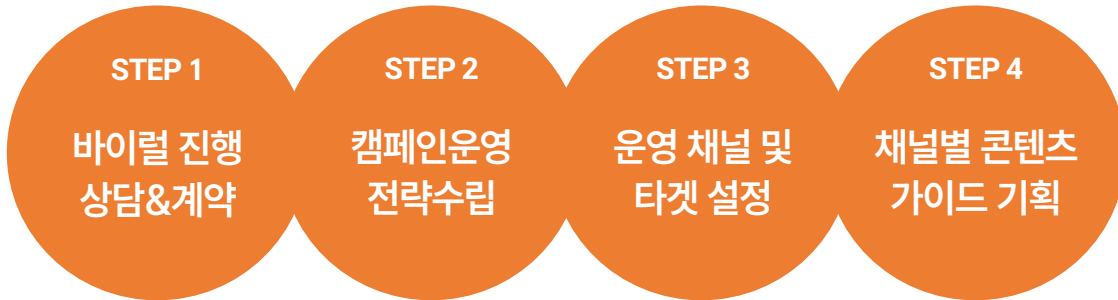 STEP 1
바이럴 진행
상담&계약
STEP 2
캠페인운영
전략수립
STEP 3
운영 채널 및
타겟 설정
STEP 4
채널별 콘텐츠
가이드 기획